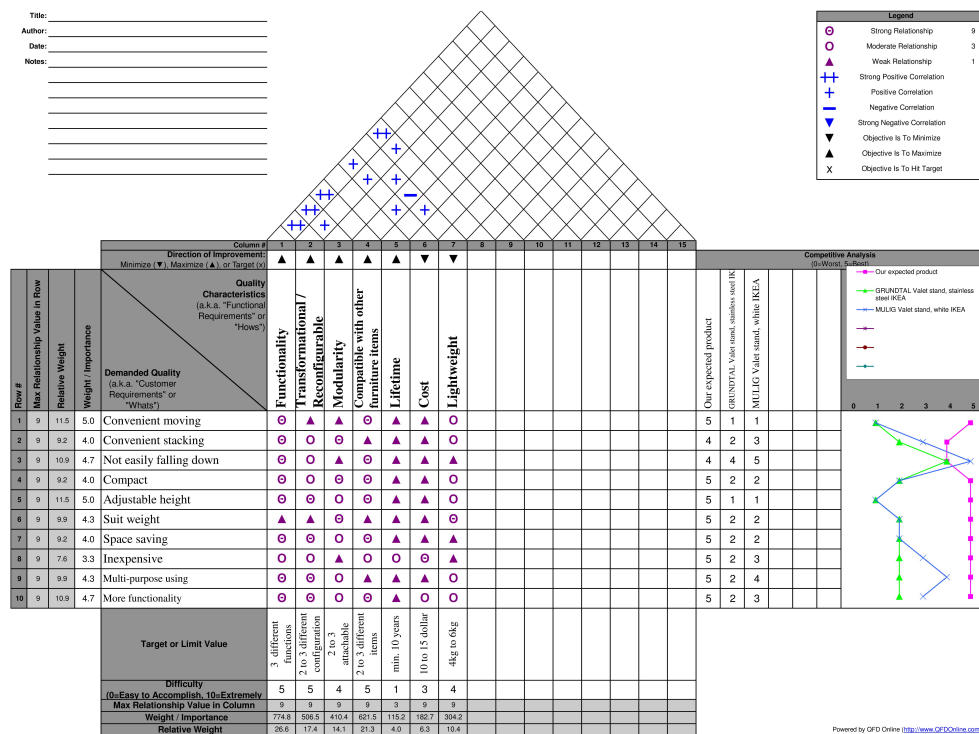 Title:
Author:
Date:
Notes:
Legend
Θ Strong Relationship 9
Ο Moderate Relationship 3
▲ Weak Relationship 1
++ Strong Positive Correlation
+ Positive Correlation
− Negative Correlation
▼ Strong Negative Correlation
▼ Objective Is To Minimize
▲ Objective Is To Maximize
X Objective Is To Hit Target
Column # 1 2 3 4 5 6 7 8 9 10 11 12 13 14 15
Direction of Improvement:
Minimize (▼), Maximize (▲), or Target (x) ▲ ▲ ▲ ▲ ▲ ▼ ▼
Competitive Analysis
(0=Worst, 5=Best)
Row #
Max Relationship Value in Row
Relative Weight
Weight / Importance
Quality
Characteristics
(a.k.a. "Functional
Requirements" or
"Hows")
Demanded Quality
(a.k.a. "Customer
Requirements" or
"Whats")
Functionality
Transformational /
Reconfigurable
Modularity
Compatible with other
furniture items
Lifetime
Cost
Lightweight
Our expected product
GRUNDTAL Valet stand, stainless steel IK
MULIG Valet stand, white IKEA
Our expected product
GRUNDTAL Valet stand, stainless
steel IKEA
MULIG Valet stand, white IKEA
0 1 2 3 4 5
1 9 11.5 5.0 Convenient moving Θ ▲ ▲ Θ ▲ ▲ Ο 5 1 1
2 9 9.2 4.0 Convenient stacking Θ Ο Θ ▲ ▲ ▲ Ο 4 2 3
3 9 10.9 4.7 Not easily falling down Θ Ο ▲ Θ ▲ ▲ ▲ 4 4 5
4 9 9.2 4.0 Compact Θ Ο Θ Θ ▲ ▲ Ο 5 2 2
5 9 11.5 5.0 Adjustable height Θ Θ Ο Θ ▲ ▲ Ο 5 1 1
6 9 9.9 4.3 Suit weight ▲ ▲ Θ ▲ ▲ ▲ Θ 5 2 2
7 9 9.2 4.0 Space saving Θ Θ Ο Θ ▲ ▲ ▲ 5 2 2
8 9 7.6 3.3 Inexpensive Ο Ο ▲ Ο Ο Θ ▲ 5 2 3
9 9 9.9 4.3 Multi-purpose using Θ Θ Ο ▲ ▲ ▲ Ο 5 2 4
10 9 10.9 4.7 More functionality Θ Θ Ο Θ ▲ Ο Ο 5 2 3
Target or Limit Value
3 different
functions
2 to 3 different
configuration
2 to 3
attachable
2 to 3 different
items
min. 10 years
10 to 15 dollar
4kg to 6kg
Difficulty
(0=Easy to Accomplish, 10=Extremely 5 5 4 5 1 3 4
Max Relationship Value in Column 9 9 9 9 3 9 9
Weight / Importance 774.8 506.5 410.4 621.5 115.2 182.7 304.2
Relative Weight 26.6 17.4 14.1 21.3 4.0 6.3 10.4
Powered by QFD Online (http://www.QFDOnline.com